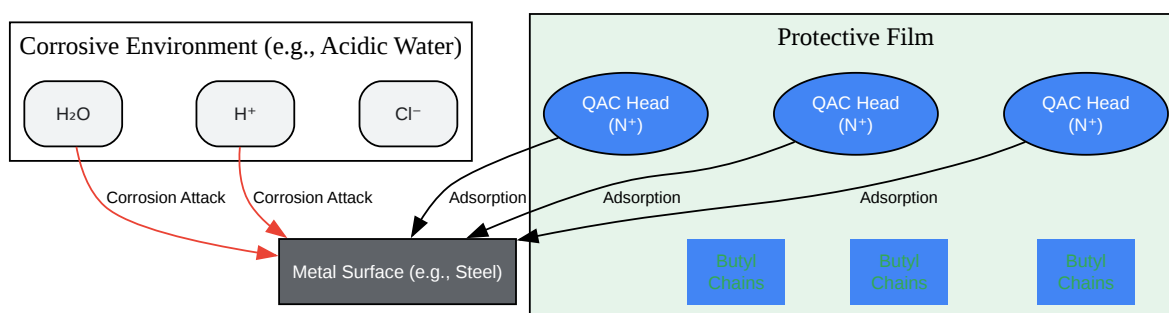 Corrosive Environment (e.g., Acidic Water)
H₂O
H⁺
Cl⁻
Protective Film
QAC Head
(N⁺)
QAC Head
(N⁺)
QAC Head
(N⁺)
Corrosion Attack
Corrosion Attack
Adsorption
Adsorption
Adsorption
Metal Surface (e.g., Steel)
Butyl
Chains
Butyl
Chains
Butyl
Chains